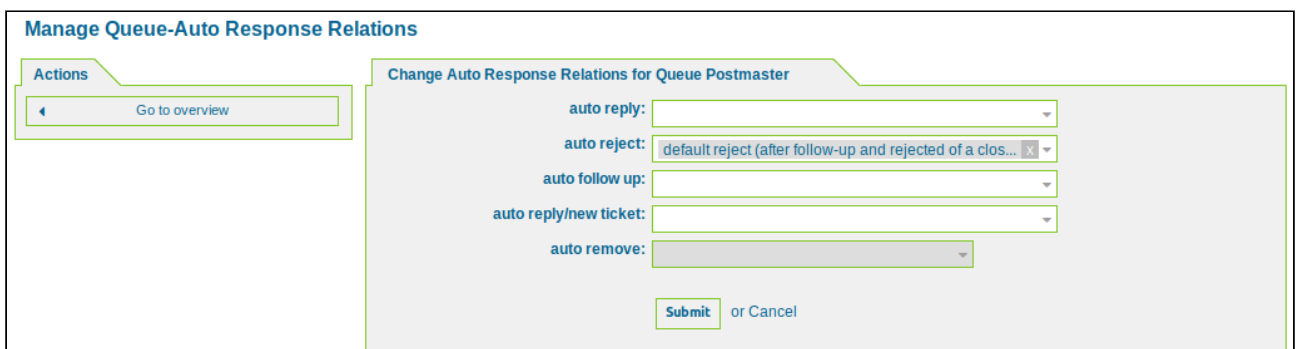 Manage Queue-Auto Response Relations
Actions
Go to overview
Change Auto Response Relations for Queue Postmaster
auto reply:
auto reject: default reject (after follow-up and rejected of a clos... x
auto follow up:
auto reply/new ticket:
auto remove:
Submit or Cancel